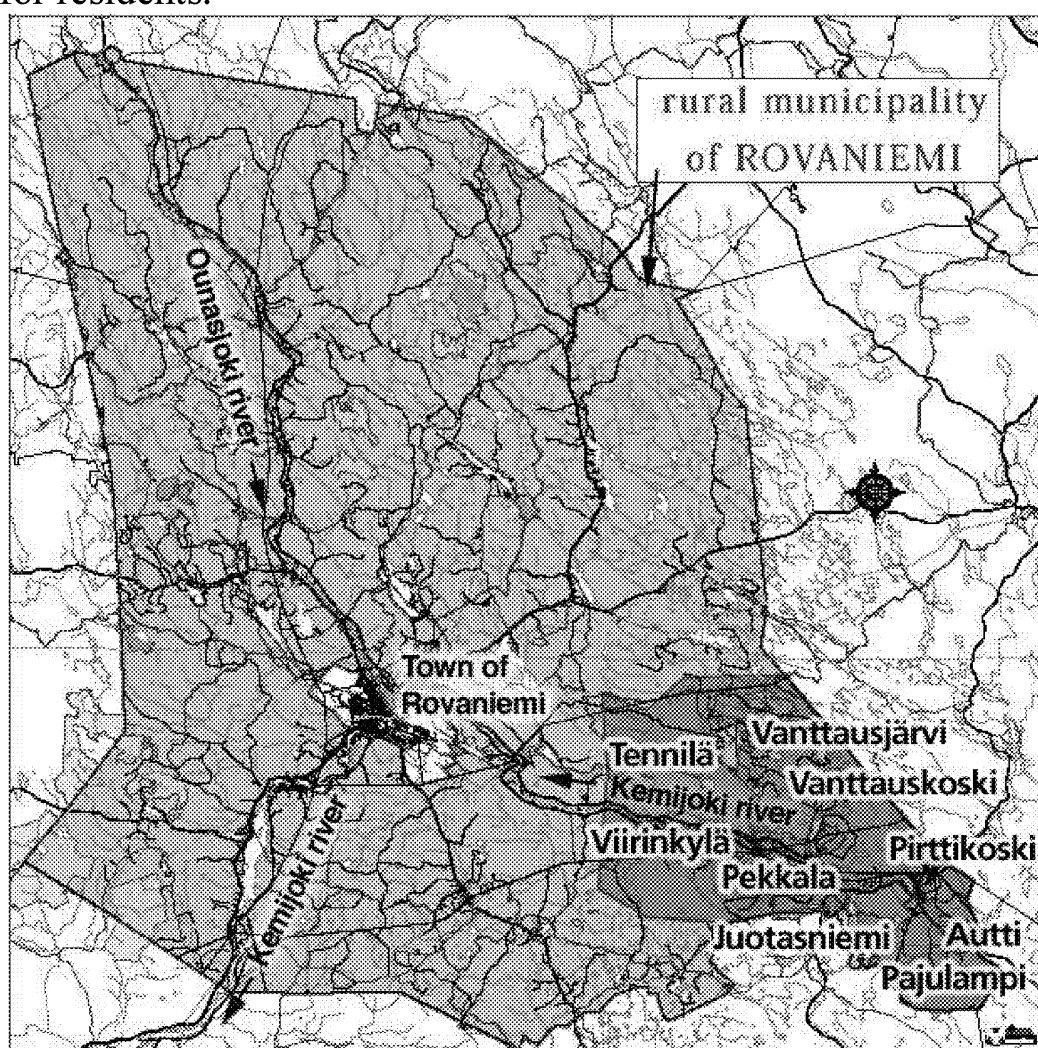 for residents.
rural municipality
of ROVANIEMI
Ounasjoki river
Town of
Rovaniemi
Vanttausjärvi
Tennilä
Vanttauskoski
Kemijoki river
Viirinkylä
Pirttikoski
Pekkala
Kemijoki river
Juotasniemi
Autti
Pajulampi